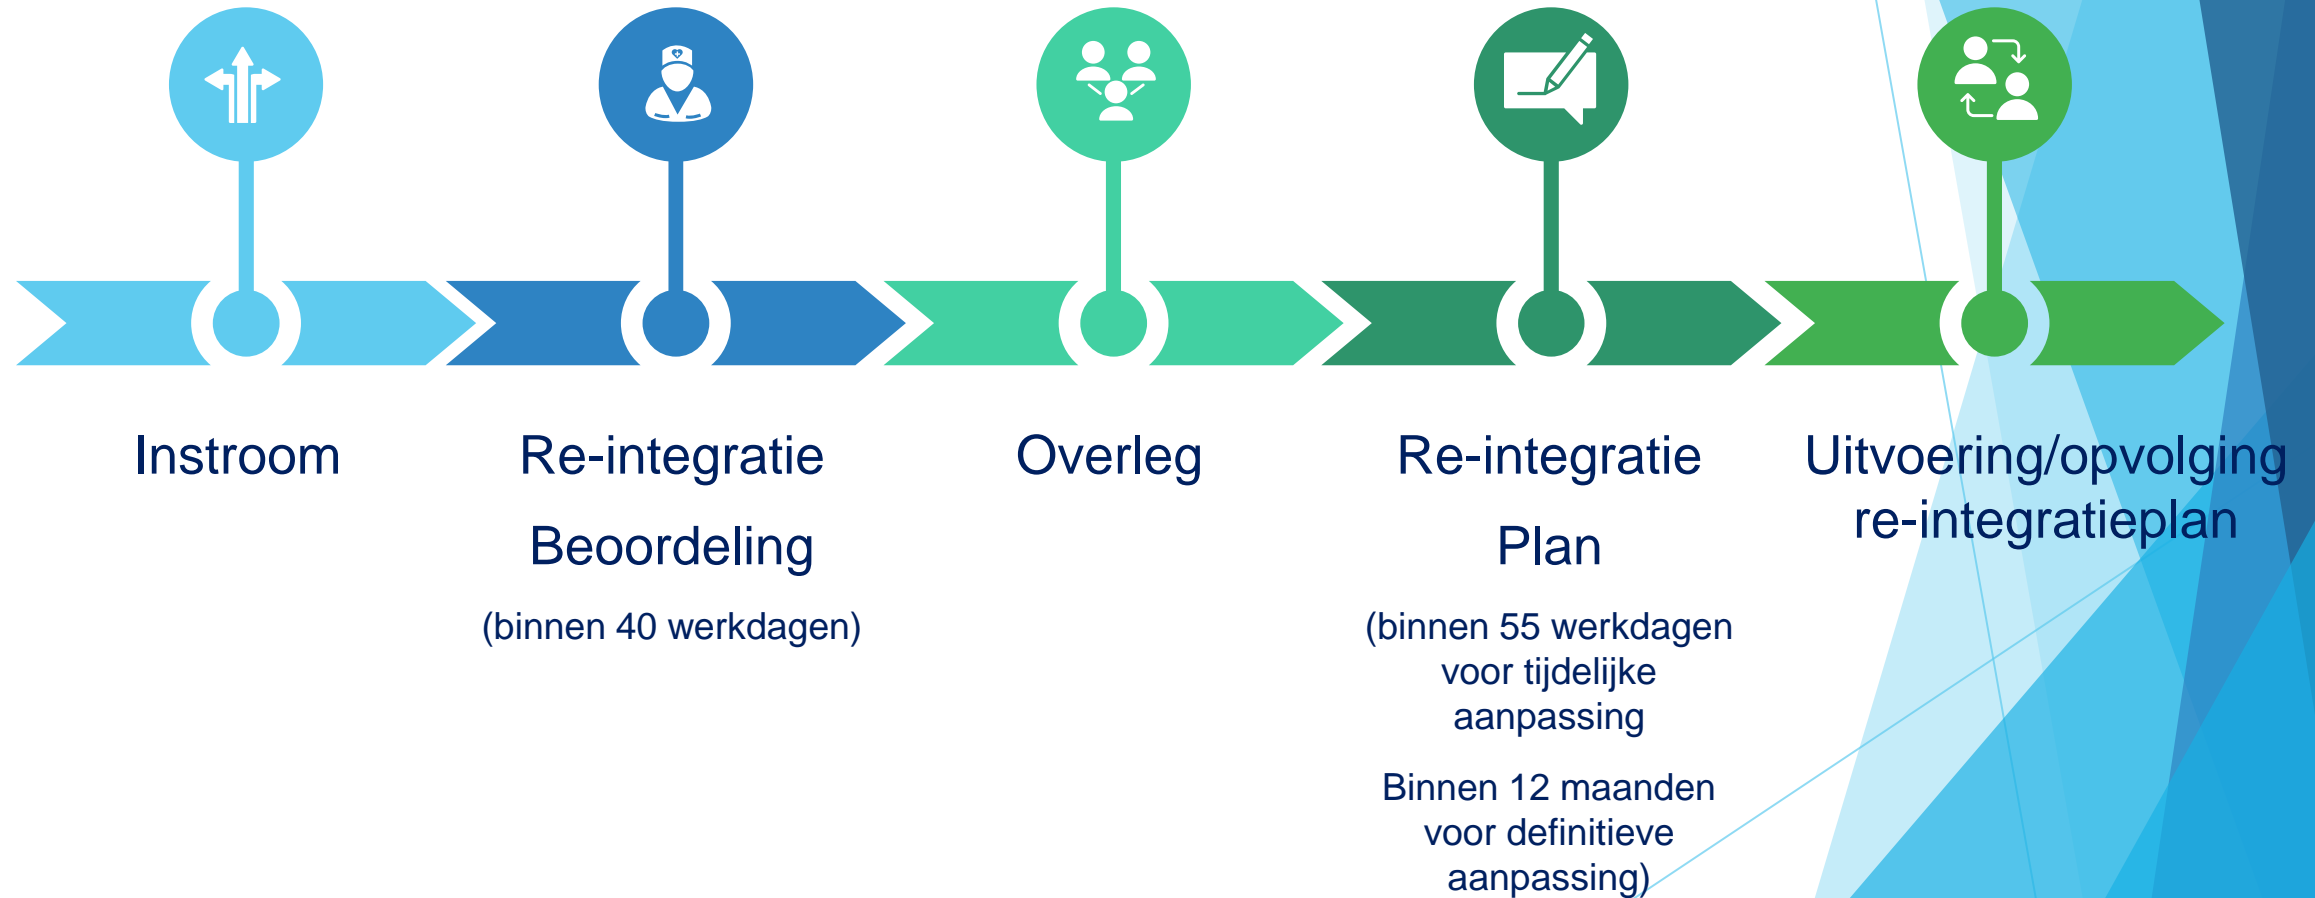 Instroom
Re-integratie
Beoordeling
(binnen 40 werkdagen)
Overleg
Re-integratie
Plan
(binnen 55 werkdagen
voor tijdelijke
aanpassing
Binnen 12 maanden
voor definitieve
aanpassing)
Uitvoering/opvolging
re-integratieplan